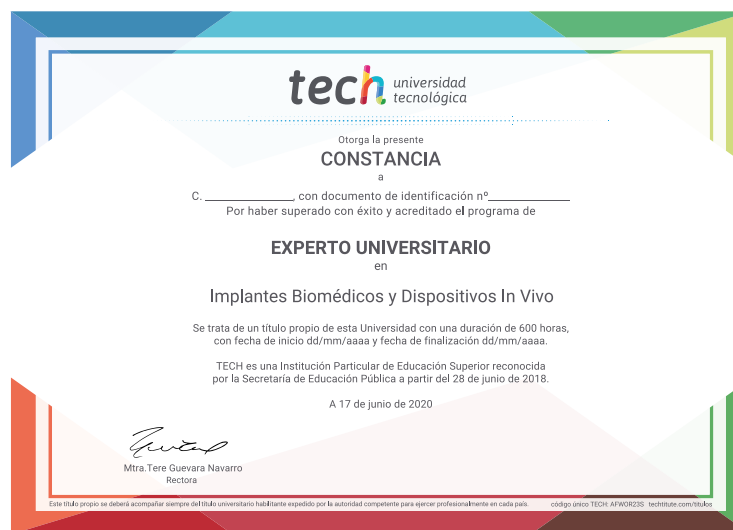 tech universidad
tecnológica
Otorga la presente
CONSTANCIA
a
C. ________________, con documento de identificación nº________________
Por haber superado con éxito y acreditado el programa de
EXPERTO UNIVERSITARIO
en
Implantes Biomédicos y Dispositivos In Vivo
Se trata de un título propio de esta Universidad con una duración de 600 horas,
con fecha de inicio dd/mm/aaaa y fecha de finalización dd/mm/aaaa.
TECH es una Institución Particular de Educación Superior reconocida
por la Secretaría de Educación Pública a partir del 28 de junio de 2018.
A 17 de junio de 2020
Mtra.Tere Guevara Navarro
Rectora
Este título propio se deberá acompañar siempre del título universitario habilitante expedido por la autoridad competente para ejercer profesionalmente en cada país. código único TECH: AFWOR23S techtitute.com/titulos